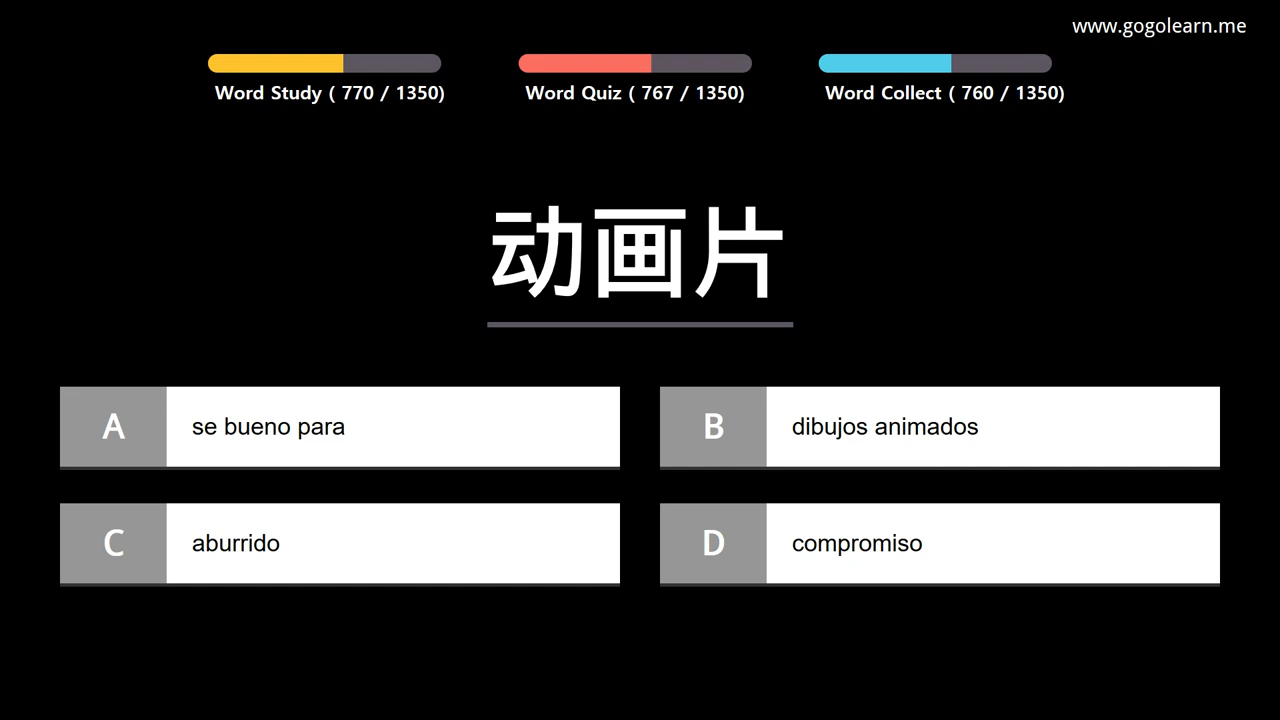 www.gogolearn.me
Word Study ( 770 / 1350)
Word Quiz ( 767 / 1350)
Word Collect ( 760 / 1350)
动画片
A
se bueno para
B
dibujos animados
C
aburrido
D
compromiso